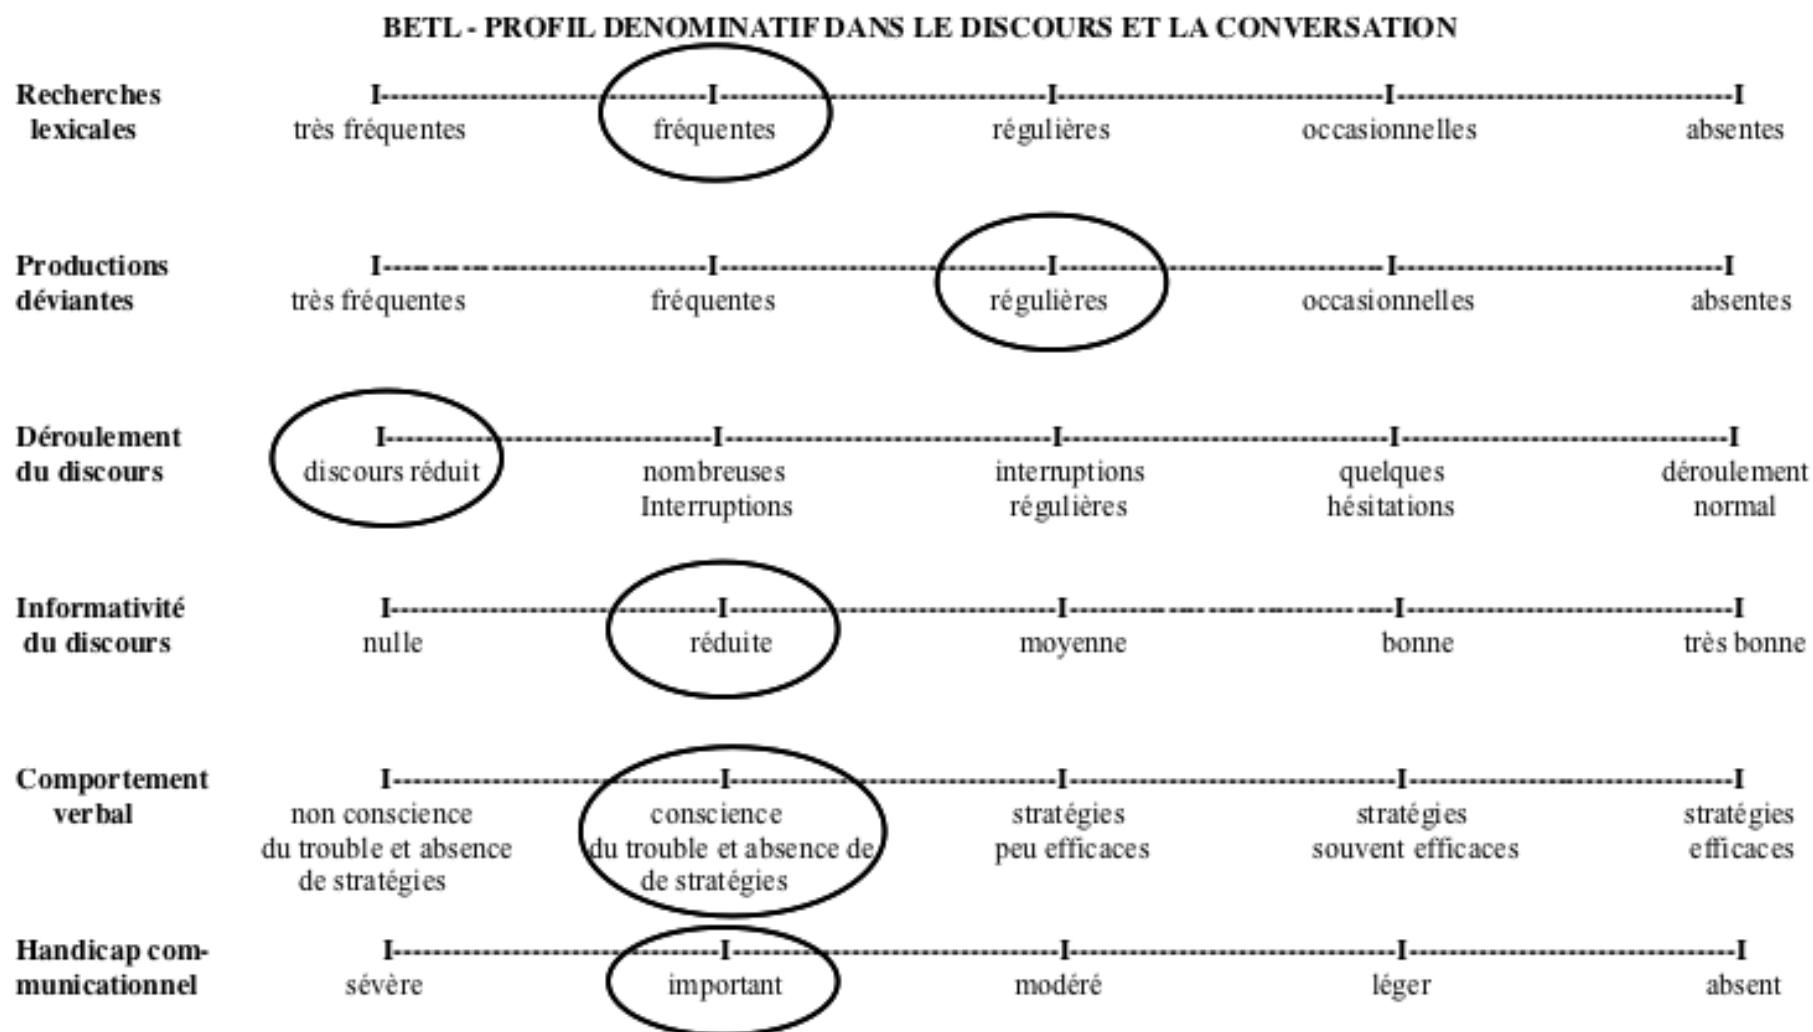 BETL - PROFIL DENOMINATIF DANS LE DISCOURS ET LA CONVERSATION
Recherches
lexicales
très fréquentes fréquentes régulières occasionnelles absentes
Productions
déviantes
très fréquentes fréquentes régulières occasionnelles absentes
Déroulement
du discours
discours réduit nombreuses interruptions quelques déroulement
Interruptions régulières hésitations normal
Informativité
du discours
nulle réduite moyenne bonne très bonne
Comportement
verbal
non conscience conscience stratégies stratégies stratégies
du trouble et absence du trouble et absence de peu efficaces souvent efficaces efficaces
de stratégies de stratégies
Handicap com-
municationnel
sévère important modéré léger absent